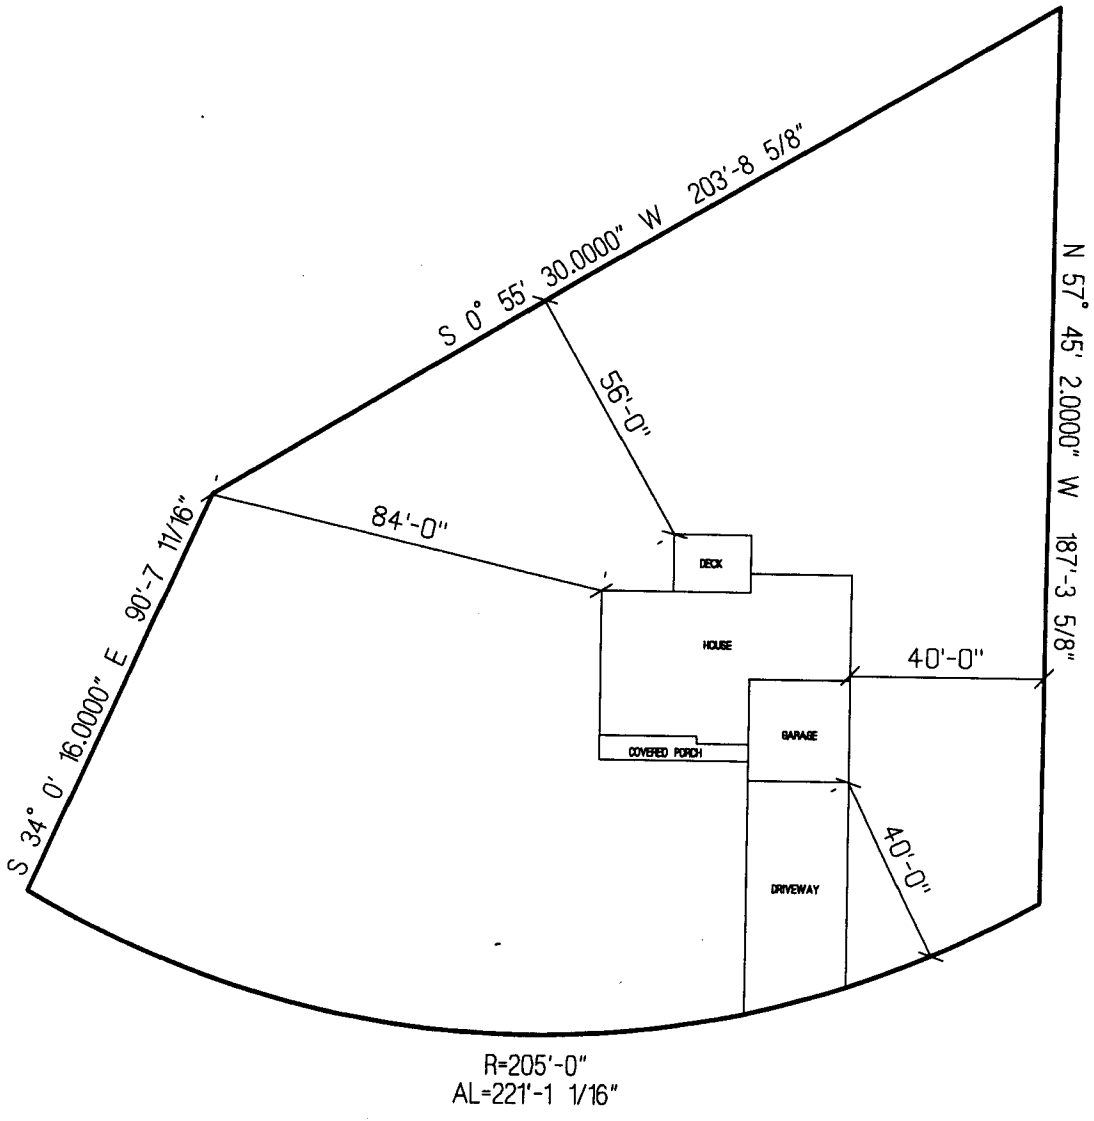 S 0° 55' 30.0000" W 203'-8 5/8"
N 57° 45' 2.0000" W 187'-3 5/8"
56'-0"
84'-0"
S 34° 0' 16.0000" E 90'-7 11/16"
DECK
HOUSE
40'-0"
GARAGE
COVERED PORCH
40'-0"
DRIVEWAY
R=205'-0"
AL=221'-1 1/16"